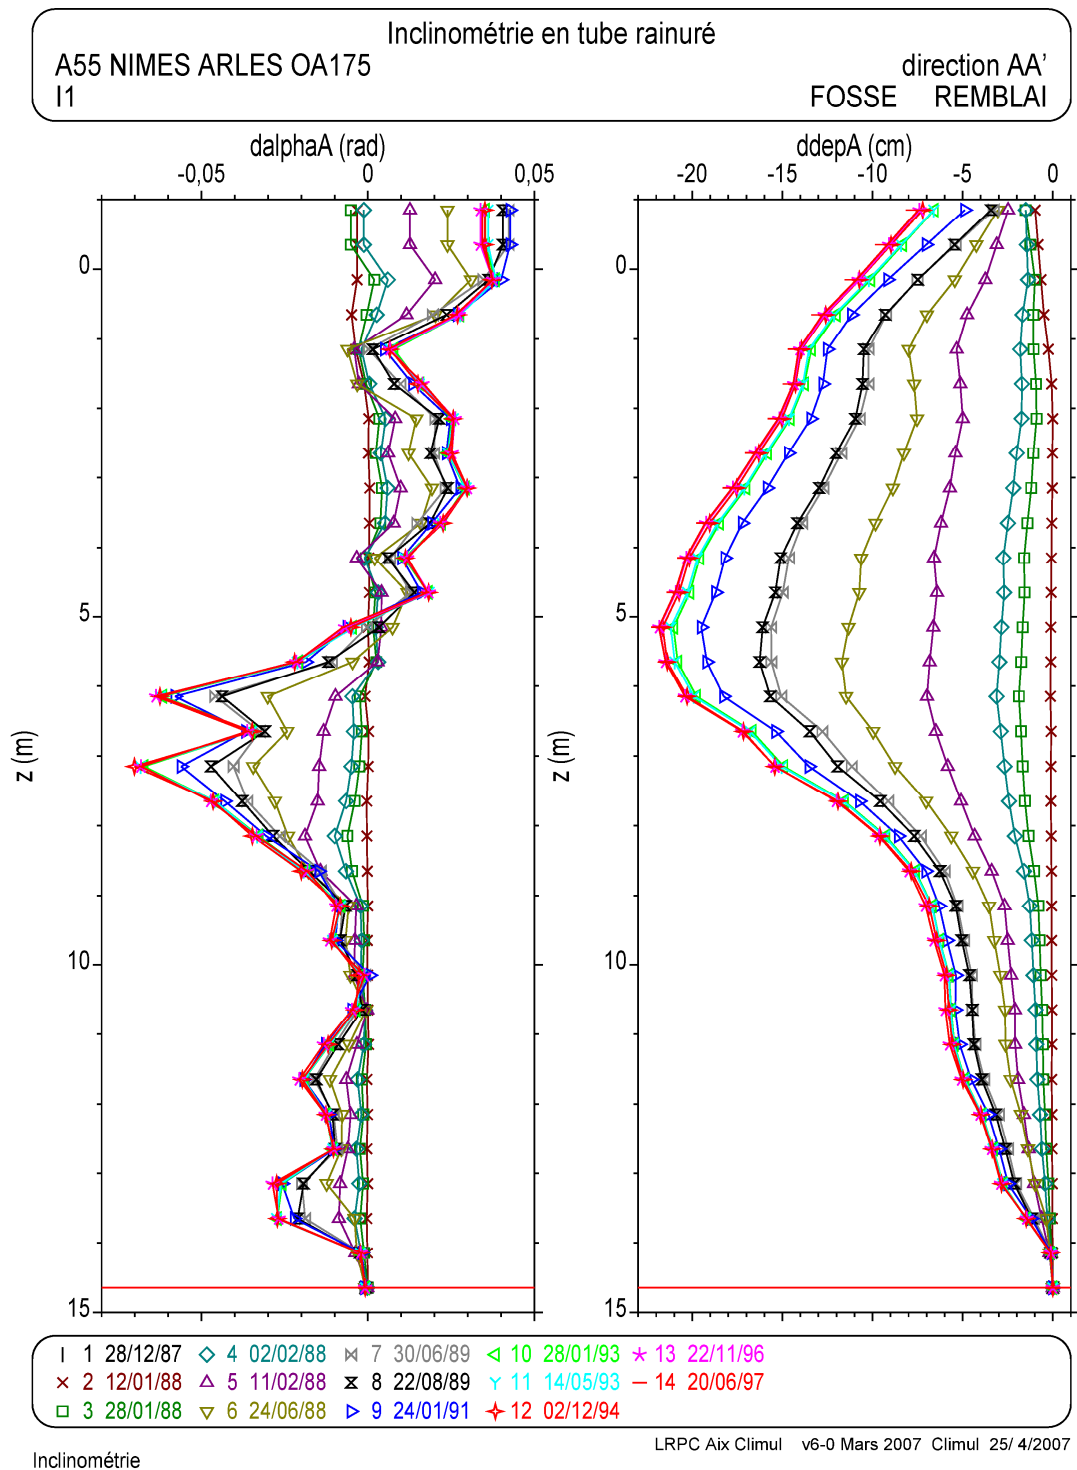 Inclinométrie en tube rainuré
A55 NIMES ARLES OA175 direction AA'
I1 FOSSE REMBLAI
dalphaA (rad) ddepA (cm)
-0,05 0 0,05 -20 -15 -10 -5 0
0 0
5 5
z (m) z (m)
10 10
15 15
1 28/12/87 4 02/02/88 7 30/06/89 10 28/01/93 13 22/11/96
2 12/01/88 5 11/02/88 8 22/08/89 11 14/05/93 14 20/06/97
3 28/01/88 6 24/06/88 9 24/01/91 12 02/12/94
LRPC Aix Climul v6-0 Mars 2007 Climul 25/ 4/2007
Inclinométrie